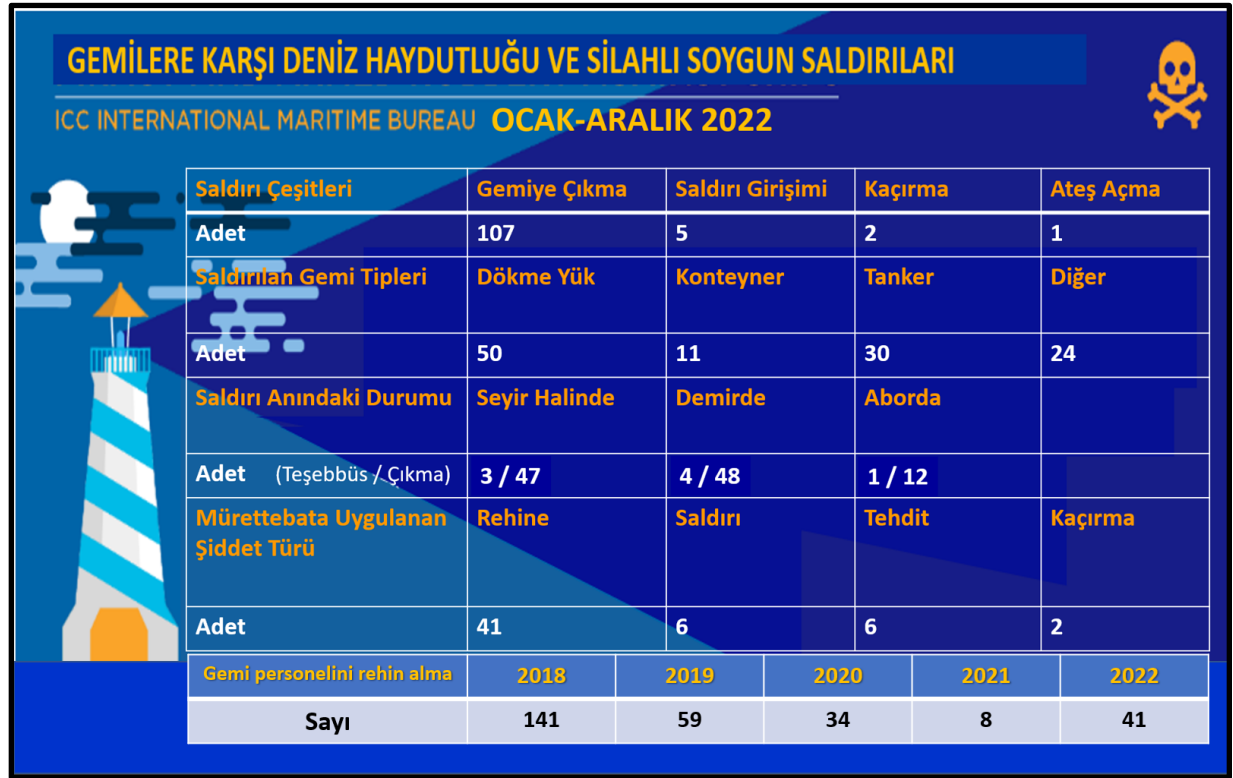 GEMİLERE KARŞI DENİZ HAYDUTLUĞU VE SİLAHLI SOYGUN SALDIRILARI
ICC INTERNATIONAL MARITIME BUREAU OCAK-ARALIK 2022
Saldırı Çeşitleri Gemiye Çıkma Saldırı Girişimi Kaçırma Ateş Açma
Adet 107 5 2 1
Saldırılan Gemi Tipleri Dökme Yük Konteyner Tanker Diğer
Adet 50 11 30 24
Saldırı Anındaki Durumu Seyir Halinde Demirde Aborda
Adet (Teşebbüs / Çıkma) 3 / 47 4 / 48 1 / 12
Mürettebata Uygulanan Rehine Saldırı Tehdit Kaçırma
Şiddet Türü
Adet 41 6 6 2
Gemi personelini rehin alma 2018 2019 2020 2021 2022
Sayı 141 59 34 8 41